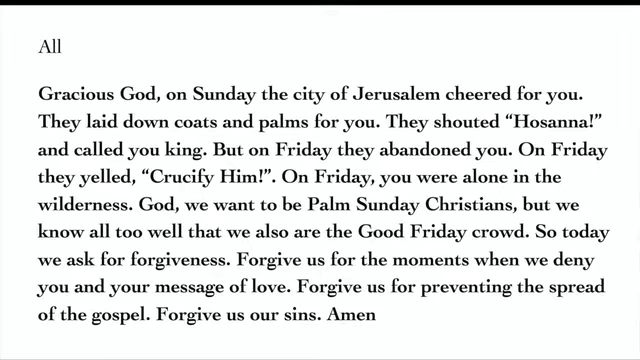 All
Gracious God, on Sunday the city of Jerusalem cheered for you.
They laid down coats and palms for you. They shouted “Hosanna!”
and called you king. But on Friday they abandoned you. On Friday
they yelled, “Crucify Him!”. On Friday, you were alone in the
wilderness. God, we want to be Palm Sunday Christians, but we
know all too well that we also are the Good Friday crowd. So today
we ask for forgiveness. Forgive us for the moments when we deny
you and your message of love. Forgive us for preventing the spread
of the gospel. Forgive us our sins. Amen